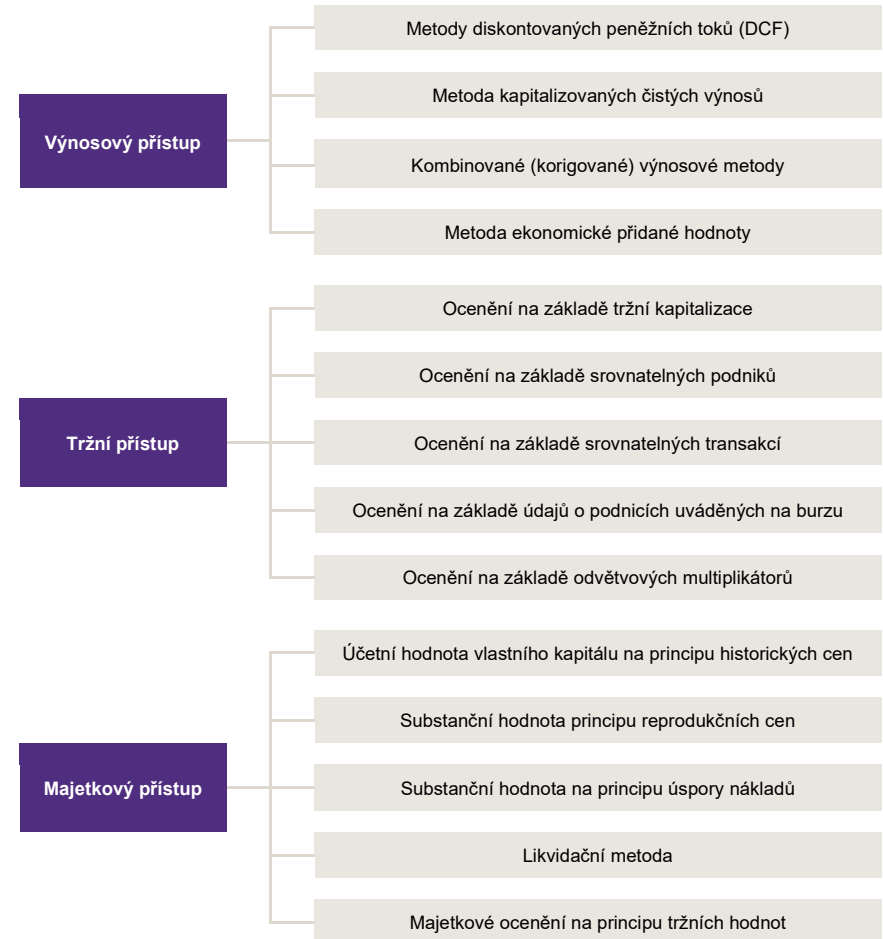 Výnosový přístup
Metody diskontovaných peněžních toků (DCF)
Metoda kapitalizovaných čistých výnosů
Kombinované (korigované) výnosové metody
Metoda ekonomické přidané hodnoty
Tržní přístup
Ocenění na základě tržní kapitalizace
Ocenění na základě srovnatelných podniků
Ocenění na základě srovnatelných transakcí
Ocenění na základě údajů o podnicích uváděných na burzu
Ocenění na základě odvětvových multiplikátorů
Majetkový přístup
Účetní hodnota vlastního kapitálu na principu historických cen
Substanční hodnota principu reprodukčních cen
Substanční hodnota na principu úspory nákladů
Likvidační metoda
Majetkové ocenění na principu tržních hodnot